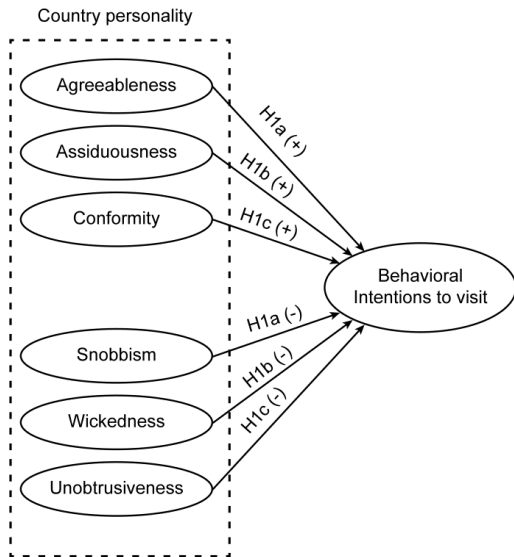 Country personality
Agreeableness
H1a (+)
Assiduousness
H1b (+)
Conformity
H1c (+)
Behavioral
Intentions to visit
H1a (-)
Snobbism
H1b (-)
Wickedness
H1c (-)
Unobtrusiveness